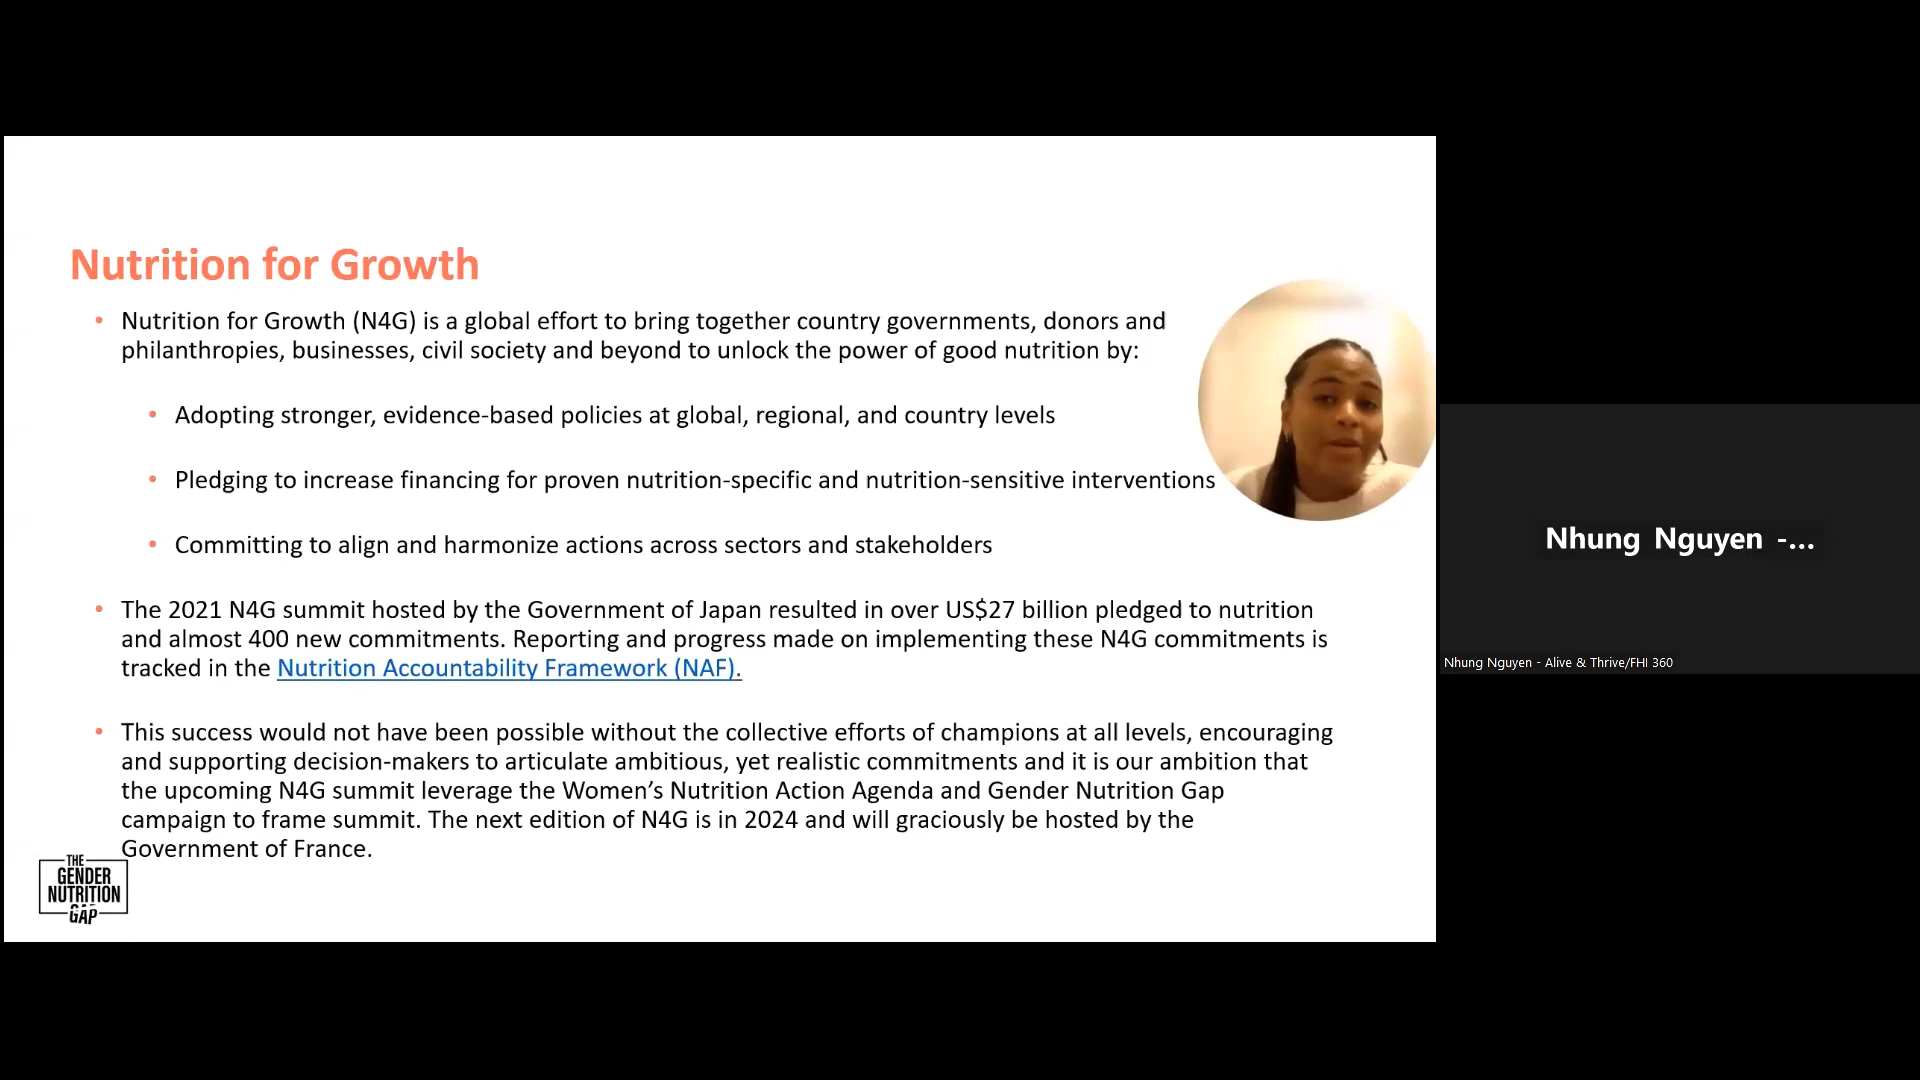 Nutrition for Growth
• Nutrition for Growth (N4G) is a global effort to bring together country governments, donors and
philanthropies, businesses, civil society and beyond to unlock the power of good nutrition by:
• Adopting stronger, evidence-based policies at global, regional, and country levels
• Pledging to increase financing for proven nutrition-specific and nutrition-sensitive interventions
• Committing to align and harmonize actions across sectors and stakeholders
• The 2021 N4G summit hosted by the Government of Japan resulted in over US$27 billion pledged to nutrition
and almost 400 new commitments. Reporting and progress made on implementing these N4G commitments is
tracked in the Nutrition Accountability Framework (NAF).
• This success would not have been possible without the collective efforts of champions at all levels, encouraging
and supporting decision-makers to articulate ambitious, yet realistic commitments and it is our ambition that
the upcoming N4G summit leverage the Women’s Nutrition Action Agenda and Gender Nutrition Gap
campaign to frame summit. The next edition of N4G is in 2024 and will graciously be hosted by the
Government of France.
THE
GENDER
NUTRITION
GAP
Nhung Nguyen -...
Nhung Nguyen - Alive & Thrive/FHI 360